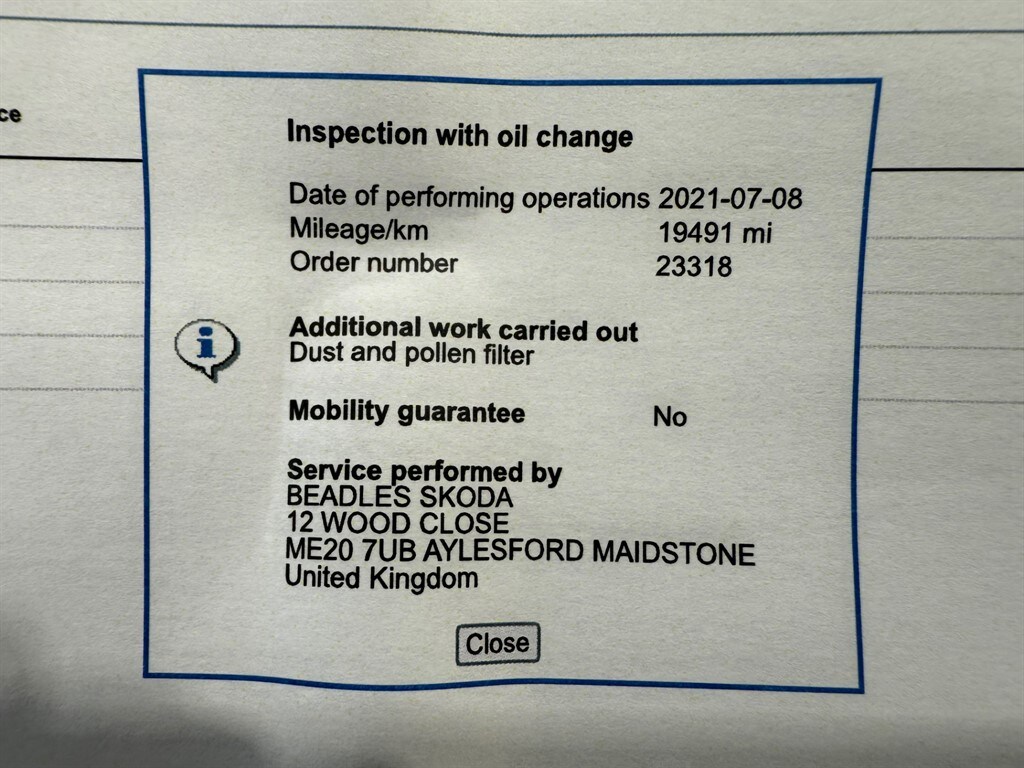 ce
Inspection with oil change
Date of performing operations 2021-07-08
Mileage/km 19491 mi
Order number 23318
i
Additional work carried out
Dust and pollen filter
Mobility guarantee No
Service performed by
BEADLES SKODA
12 WOOD CLOSE
ME20 7UB AYLESFORD MAIDSTONE
United Kingdom
Close